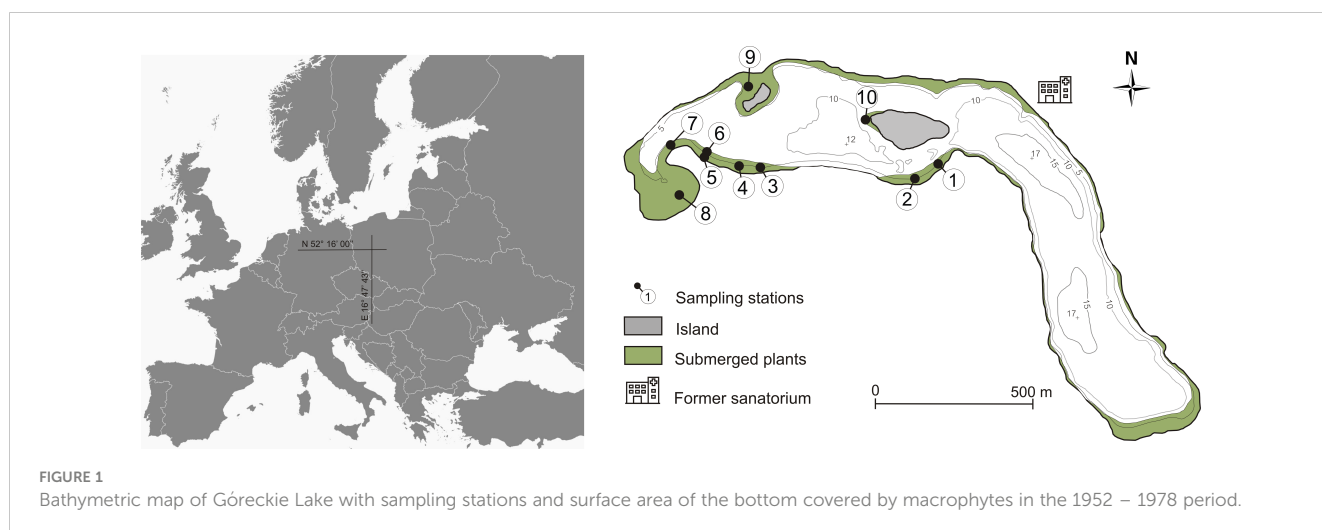 N 52° 16' 00"
E 16° 47' 43"
N
9
10
7
6
5
4
3
8
2
1
5
10
12
10
17
15
10
5
15
17
10
1
Sampling stations
Island
Submerged plants
Former sanatorium
0
500 m
FIGURE 1
Bathymetric map of Góreckie Lake with sampling stations and surface area of the bottom covered by macrophytes in the 1952 – 1978 period.